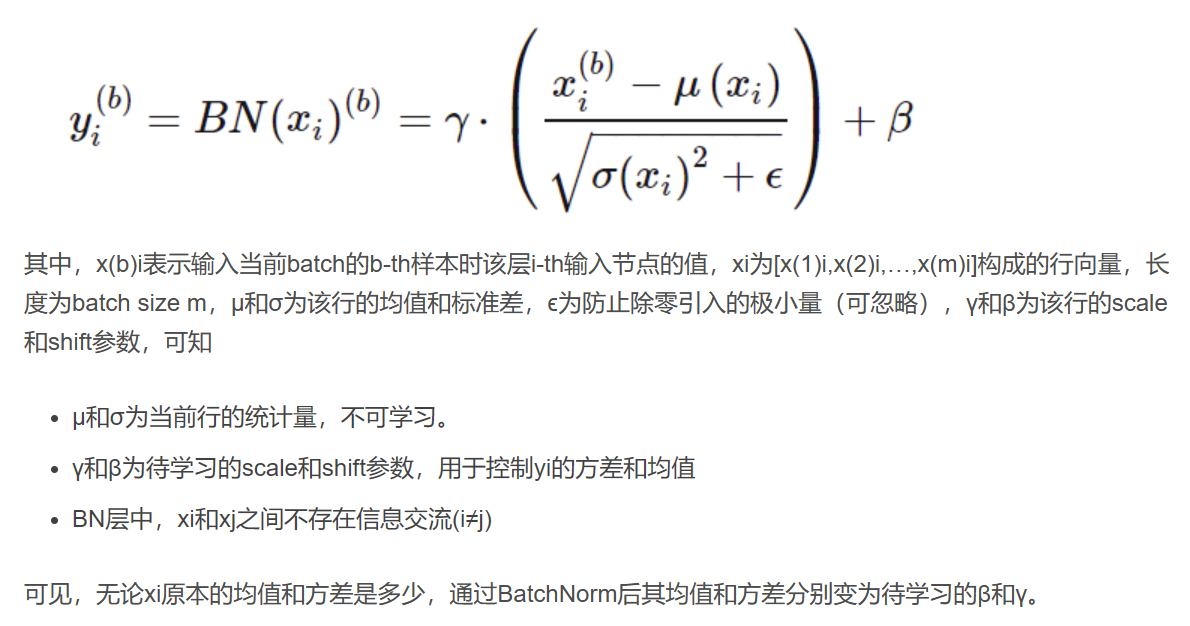 y_i^{(b)} = BN(x_i)^{(b)} = γ · ( \frac{x_i^{(b)} − μ(x_i)}{\sqrt{σ(x_i)^2 + ϵ}} ) + β
其中，x(b)i表示输入当前batch的b-th样本时该层i-th输入节点的值，xi为[x(1)i,x(2)i,…,x(m)i]构成的行向量，长
度为batch size m，μ和σ为该行的均值和标准差，ϵ为防止除零引入的极小量（可忽略），γ和β为该行的scale
和shift参数，可知
• μ和σ为当前行的统计量，不可学习。
• γ和β为待学习的scale和shift参数，用于控制yi的方差和均值
• BN层中，xi和xj之间不存在信息交流(i≠j)
可见，无论xi原本的均值和方差是多少，通过BatchNorm后其均值和方差分别变为待学习的β和γ。